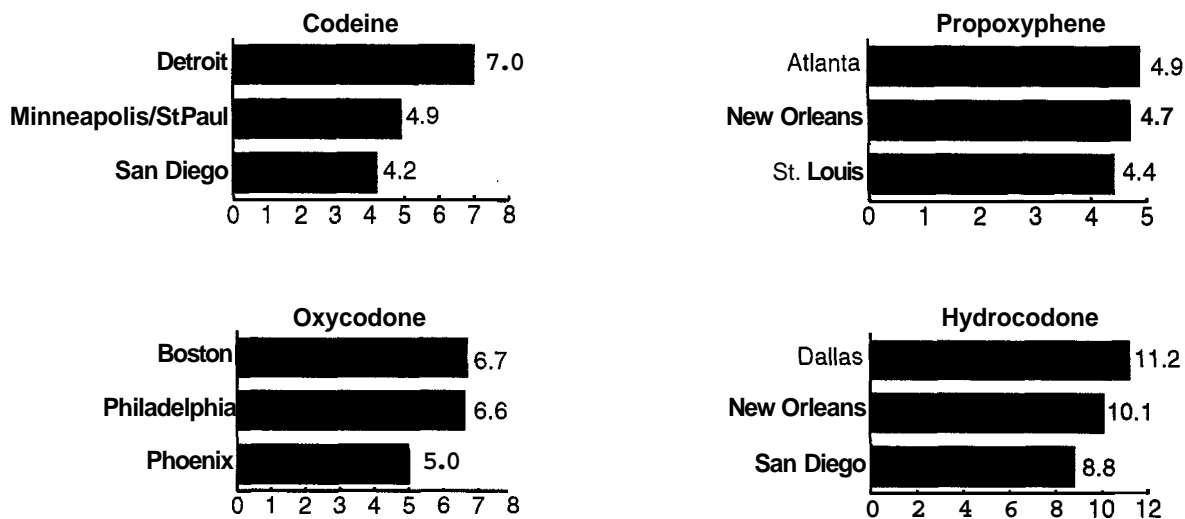 Codeine
Detroit 7.0
Minneapolis/StPaul 4.9
San Diego 4.2
0 1 2 3 4 5 6 7 8
Propoxyphene
Atlanta 4.9
New Orleans 4.7
St. Louis 4.4
0 1 2 3 4 5
Oxycodone
Boston 6.7
Philadelphia 6.6
Phoenix 5.0
0 1 2 3 4 5 6 7 8
Hydrocodone
Dallas 11.2
New Orleans 10.1
San Diego 8.8
0 2 4 6 8 10 12